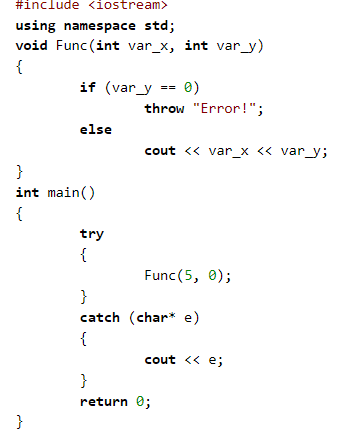 #include <iostream>
using namespace std;
void Func(int var_x, int var_y)
{
if (var_y == 0)
throw "Error!";
else
cout << var_x << var_y;
}
int main()
{
try
{
Func(5, 0);
}
catch (char* e)
{
cout << e;
}
return 0;
}